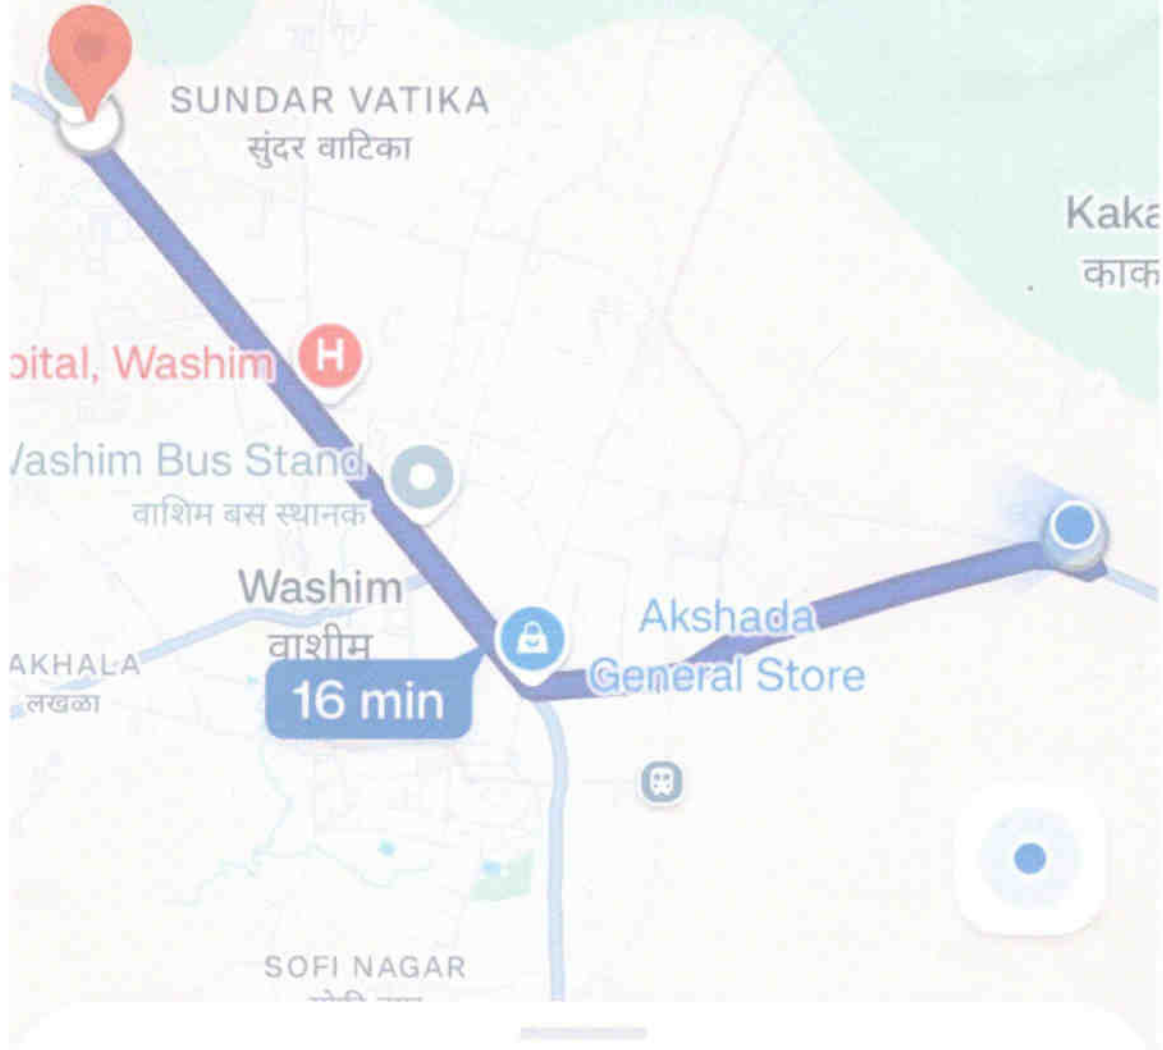 SUNDAR VATIKA
सुंदर वाटिका
Kaka
काक
pital, Washim
H
Washim Bus Stand
वाशिम बस स्थानक
Washim
वाशीम
Akshada
General Store
AKHALA
लखळा
16 min
SOFI NAGAR